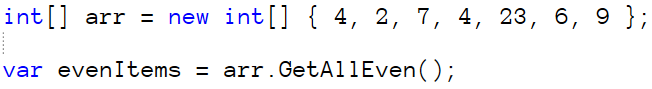 int[] arr = new int[] { 4, 2, 7, 4, 23, 6, 9 };
var evenItems = arr.GetAllEven();